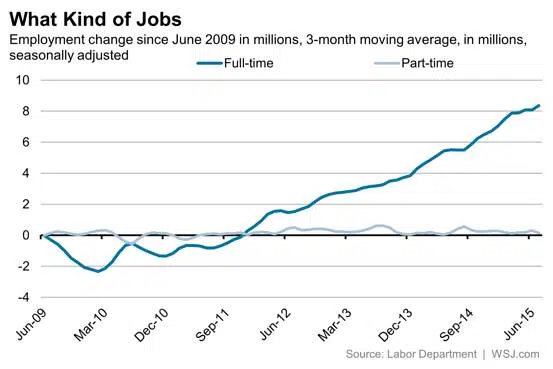 What Kind of Jobs
Employment change since June 2009 in millions, 3-month moving average, in millions,
seasonally adjusted
Full-time
Part-time
10
8
6
4
2
0
-2
-4
Jun-09
Mar-10
Dec-10
Sep-11
Jun-12
Mar-13
Dec-13
Sep-14
Jun-15
Source: Labor Department | WSJ.com